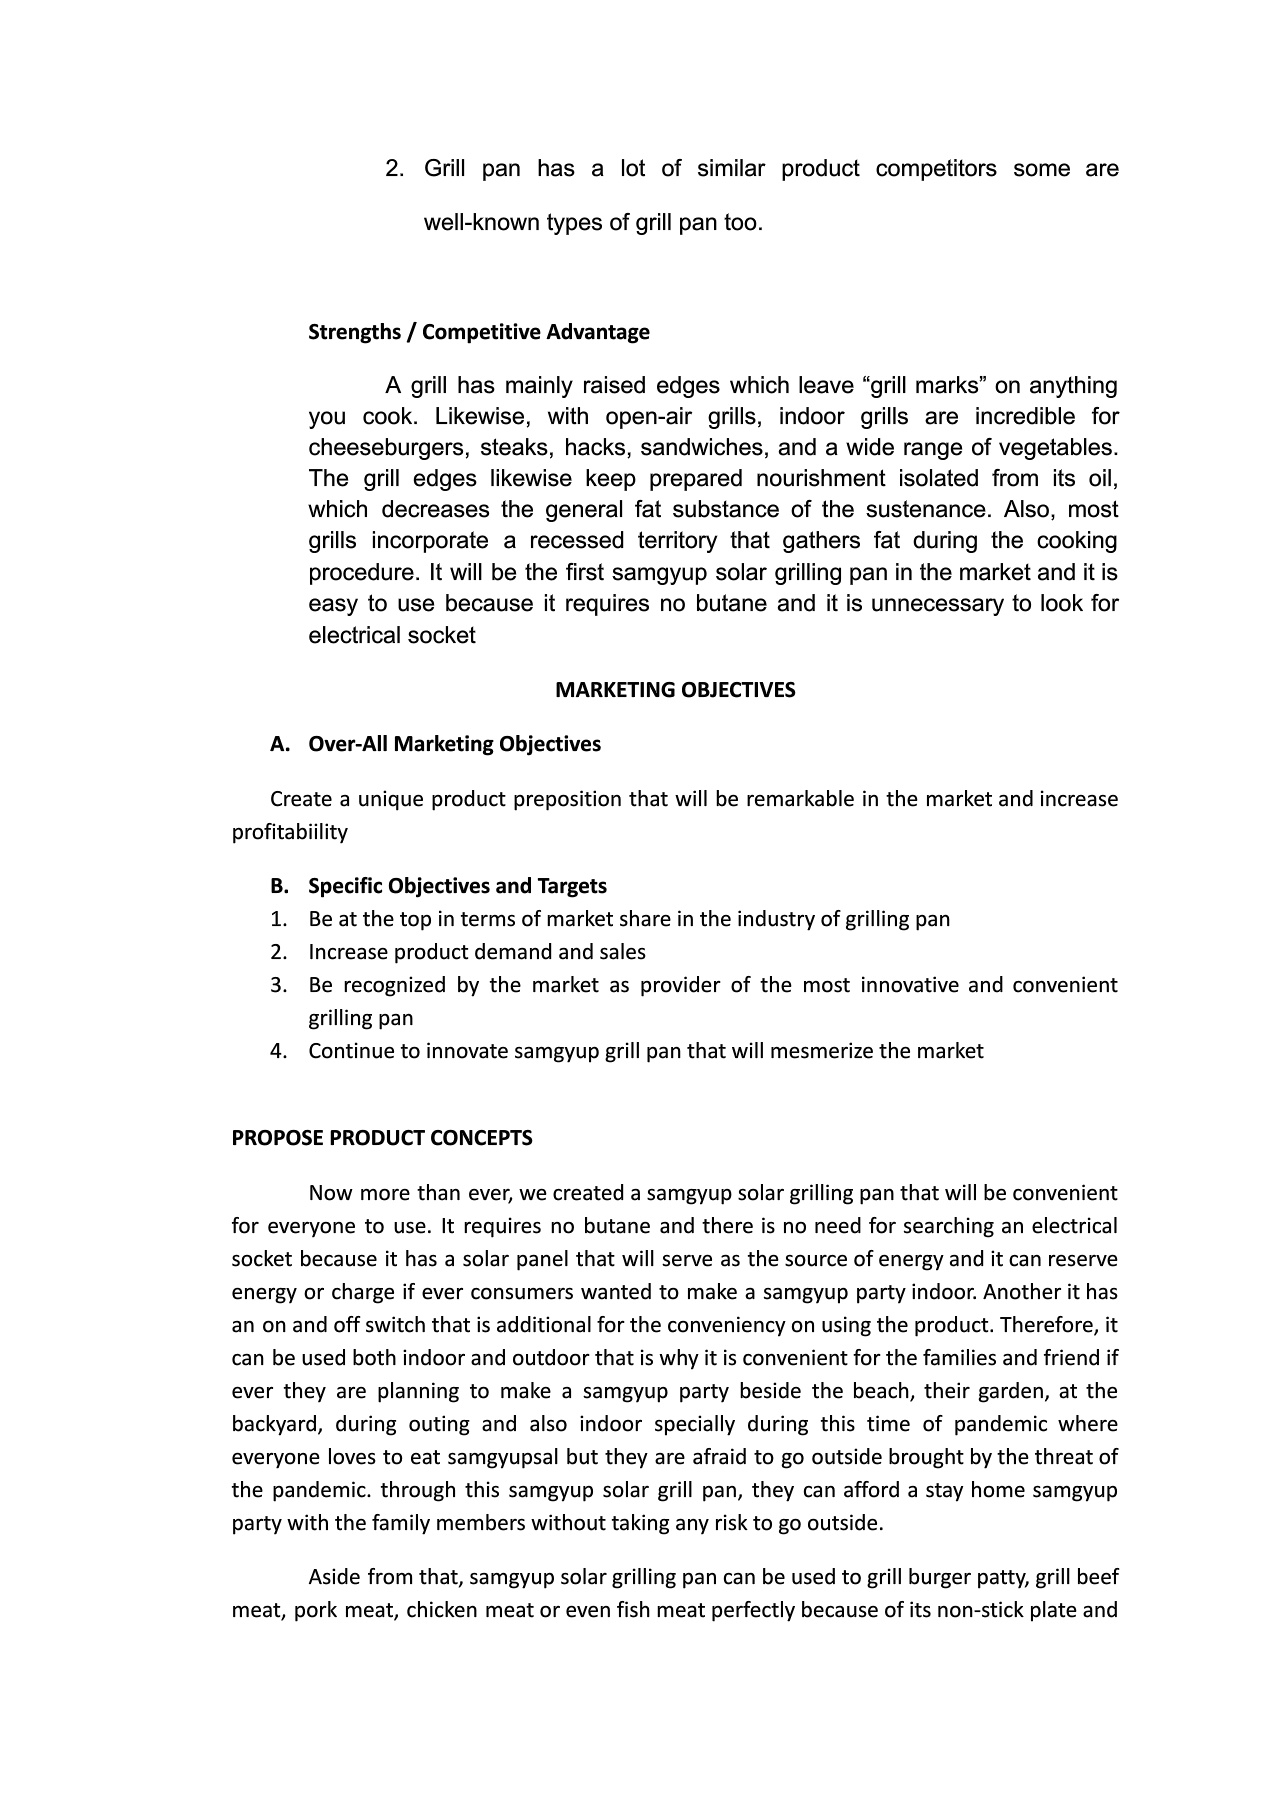 2. Grill pan has a lot of similar product competitors some are
well-known types of grill pan too.
Strengths / Competitive Advantage
A grill has mainly raised edges which leave “grill marks” on anything
you cook. Likewise, with open-air grills, indoor grills are incredible for
cheeseburgers, steaks, hacks, sandwiches, and a wide range of vegetables.
The grill edges likewise keep prepared nourishment isolated from its oil,
which decreases the general fat substance of the sustenance. Also, most
grills incorporate a recessed territory that gathers fat during the cooking
procedure. It will be the first samgyup solar grilling pan in the market and it is
easy to use because it requires no butane and it is unnecessary to look for
electrical socket
MARKETING OBJECTIVES
A. Over-All Marketing Objectives
Create a unique product preposition that will be remarkable in the market and increase
profitabiility
B. Specific Objectives and Targets
1. Be at the top in terms of market share in the industry of grilling pan
2. Increase product demand and sales
3. Be recognized by the market as provider of the most innovative and convenient
grilling pan
4. Continue to innovate samgyup grill pan that will mesmerize the market
PROPOSE PRODUCT CONCEPTS
Now more than ever, we created a samgyup solar grilling pan that will be convenient
for everyone to use. It requires no butane and there is no need for searching an electrical
socket because it has a solar panel that will serve as the source of energy and it can reserve
energy or charge if ever consumers wanted to make a samgyup party indoor. Another it has
an on and off switch that is additional for the conveniency on using the product. Therefore, it
can be used both indoor and outdoor that is why it is convenient for the families and friend if
ever they are planning to make a samgyup party beside the beach, their garden, at the
backyard, during outing and also indoor specially during this time of pandemic where
everyone loves to eat samgyupsal but they are afraid to go outside brought by the threat of
the pandemic. through this samgyup solar grill pan, they can afford a stay home samgyup
party with the family members without taking any risk to go outside.
Aside from that, samgyup solar grilling pan can be used to grill burger patty, grill beef
meat, pork meat, chicken meat or even fish meat perfectly because of its non-stick plate and